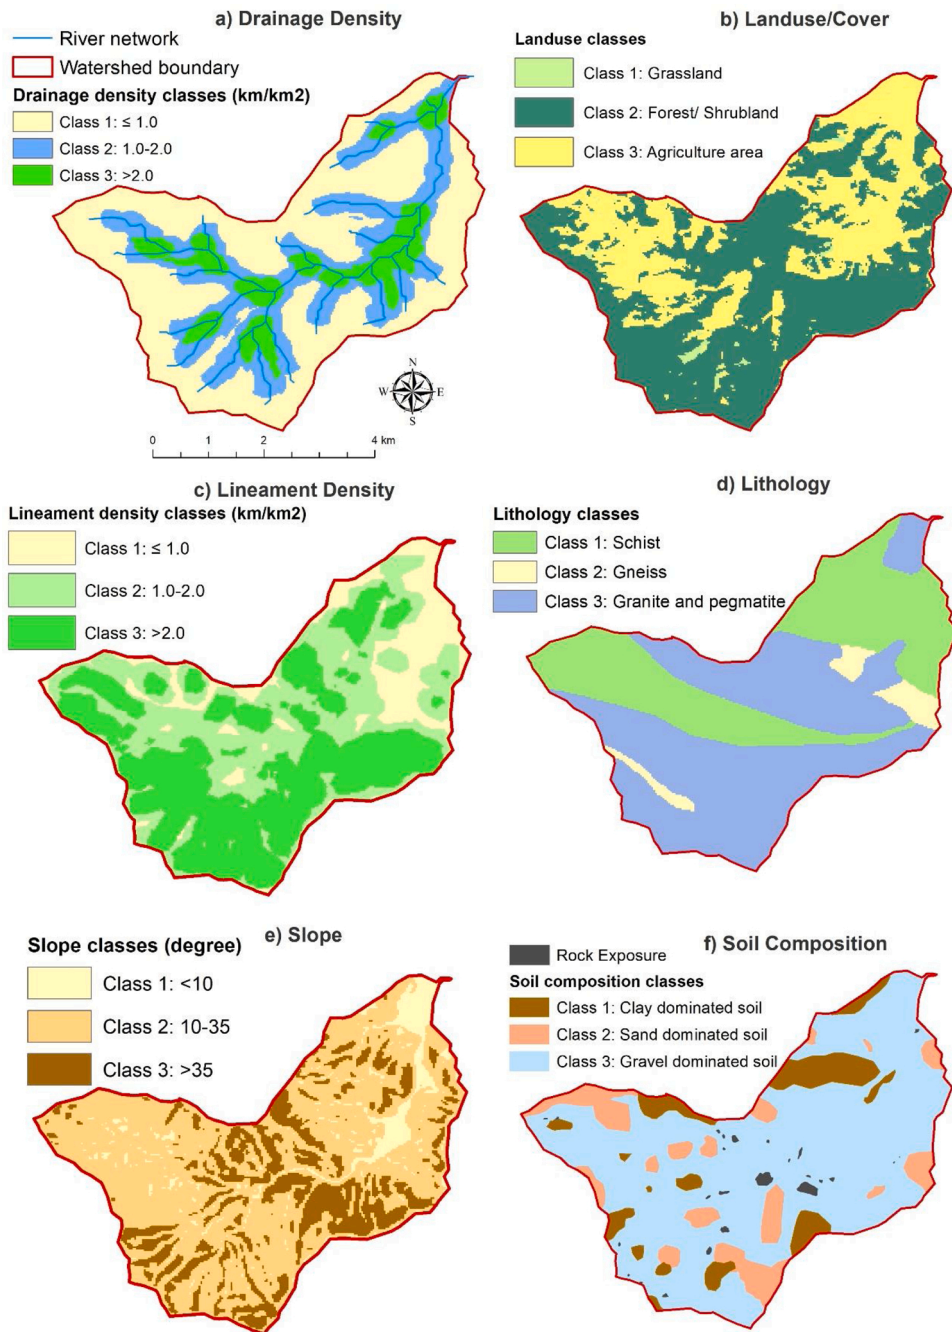 a) Drainage Density
River network
Watershed boundary
Drainage density classes (km/km2)
Class 1: ≤ 1.0
Class 2: 1.0-2.0
Class 3: >2.0
N
W E
S
0 1 2 4 km
b) Landuse/Cover
Landuse classes
Class 1: Grassland
Class 2: Forest/ Shrubland
Class 3: Agriculture area
c) Lineament Density
Lineament density classes (km/km2)
Class 1: ≤ 1.0
Class 2: 1.0-2.0
Class 3: >2.0
d) Lithology
Lithology classes
Class 1: Schist
Class 2: Gneiss
Class 3: Granite and pegmatite
e) Slope
Slope classes (degree)
Class 1: <10
Class 2: 10-35
Class 3: >35
f) Soil Composition
Rock Exposure
Soil composition classes
Class 1: Clay dominated soil
Class 2: Sand dominated soil
Class 3: Gravel dominated soil